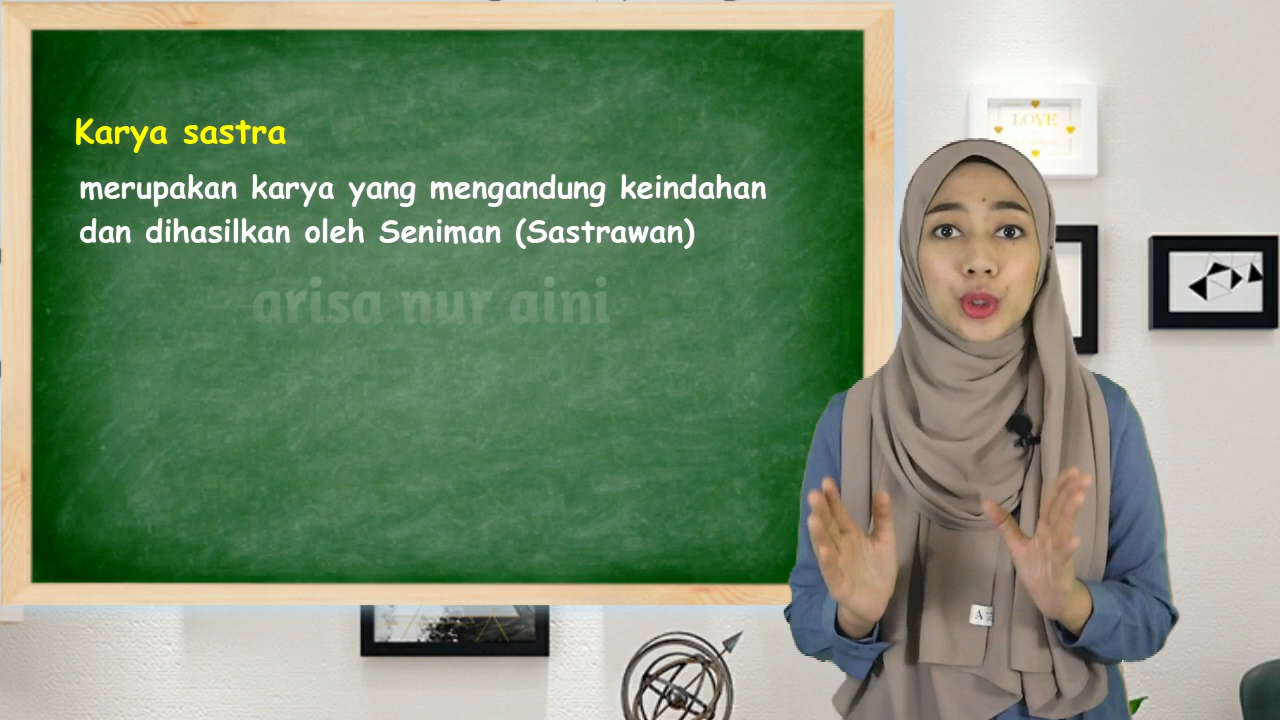 Karya sastra
merupakan karya yang mengandung keindahan
dan dihasilkan oleh Seniman (Sastrawan)
arisa nur aini
LOVE
A